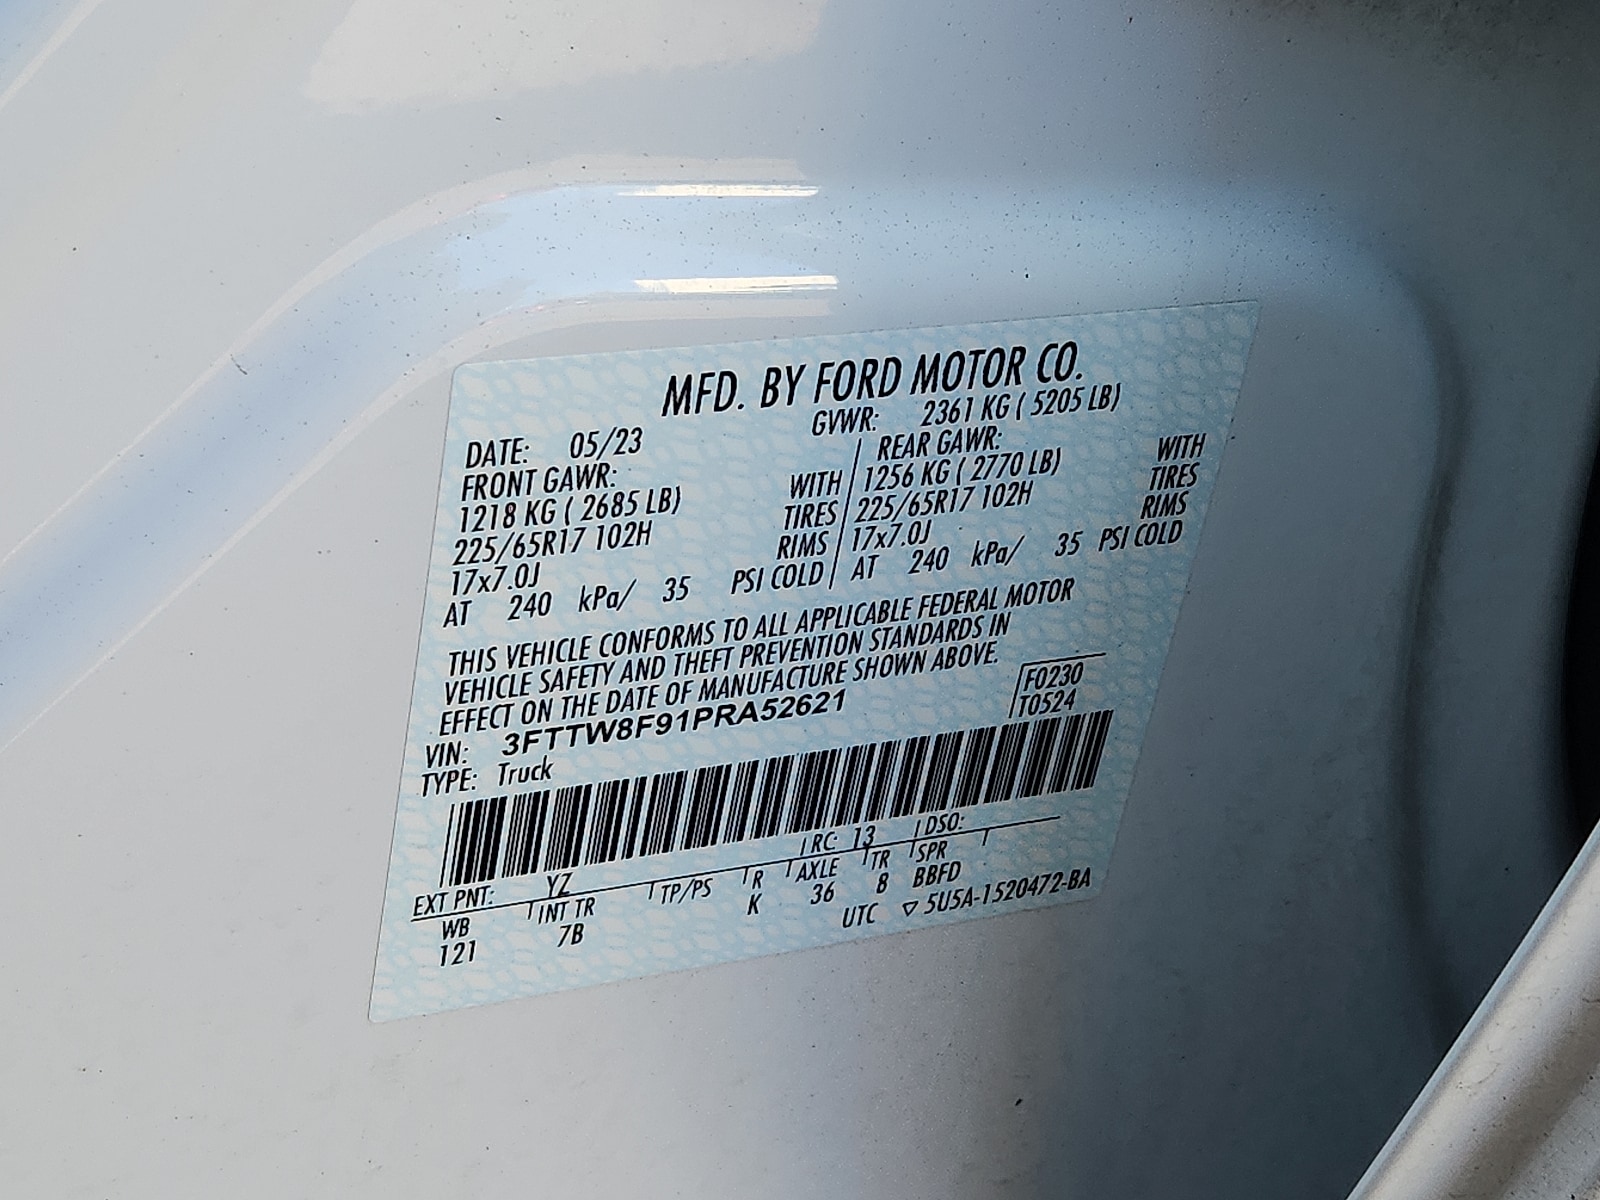 MFD. BY FORD MOTOR CO.
DATE: 05/23 GVWR: 2361 KG ( 5205 LB)
FRONT GAWR: REAR GAWR:
1218 KG ( 2685 LB) WITH 1256 KG ( 2770 LB) WITH
225/65R17 102H TIRES 225/65R17 102H TIRES
17x7.0J RIMS 17x7.0J RIMS
AT 240 kPa/ 35 PSI COLD AT 240 kPa/ 35 PSI COLD
THIS VEHICLE CONFORMS TO ALL APPLICABLE FEDERAL MOTOR
VEHICLE SAFETY AND THEFT PREVENTION STANDARDS IN
EFFECT ON THE DATE OF MANUFACTURE SHOWN ABOVE.
VIN: 3FTTW8F91PRA52621 F0230
TYPE: Truck T0524
EXT PNT: YZ RC: 13 DSO:
WB INT TR TP/PS R AXLE TR SPR
121 7B K 36 8 BBFD
UTC ▽ 5U5A-1520472-BA